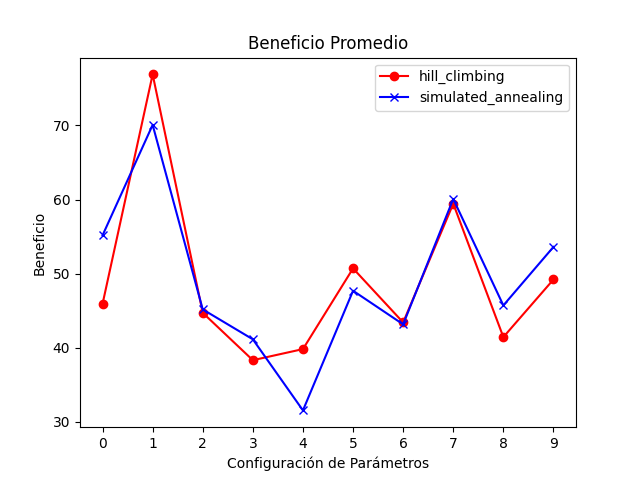 Beneficio Promedio
hill_climbing
simulated_annealing
Beneficio
70
60
50
40
30
0 1 2 3 4 5 6 7 8 9
Configuración de Parámetros